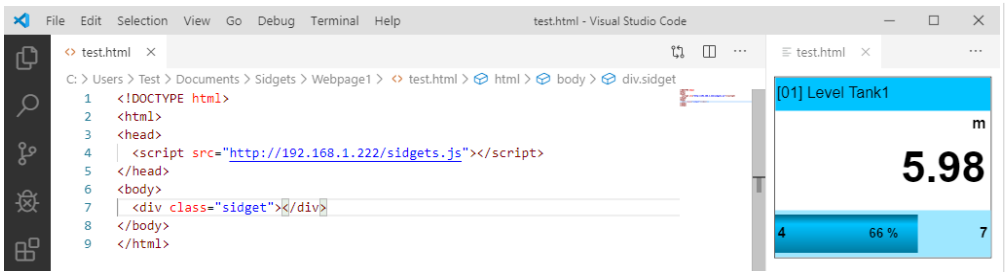 File Edit Selection View Go Debug Terminal Help test.html - Visual Studio Code
<> test.html ×
test.html ×
C: > Users > Test > Documents > Sidgets > Webpage1 > <> test.html > html > body > div.sidget
1 <!DOCTYPE html>
2 <html>
3 <head>
4 <script src="http://192.168.1.222/sidgets.js"></script>
5 </head>
6 <body>
7 <div class="sidget"></div>
8 </body>
9 </html>
[01] Level Tank1
m
5.98
4 66 % 7